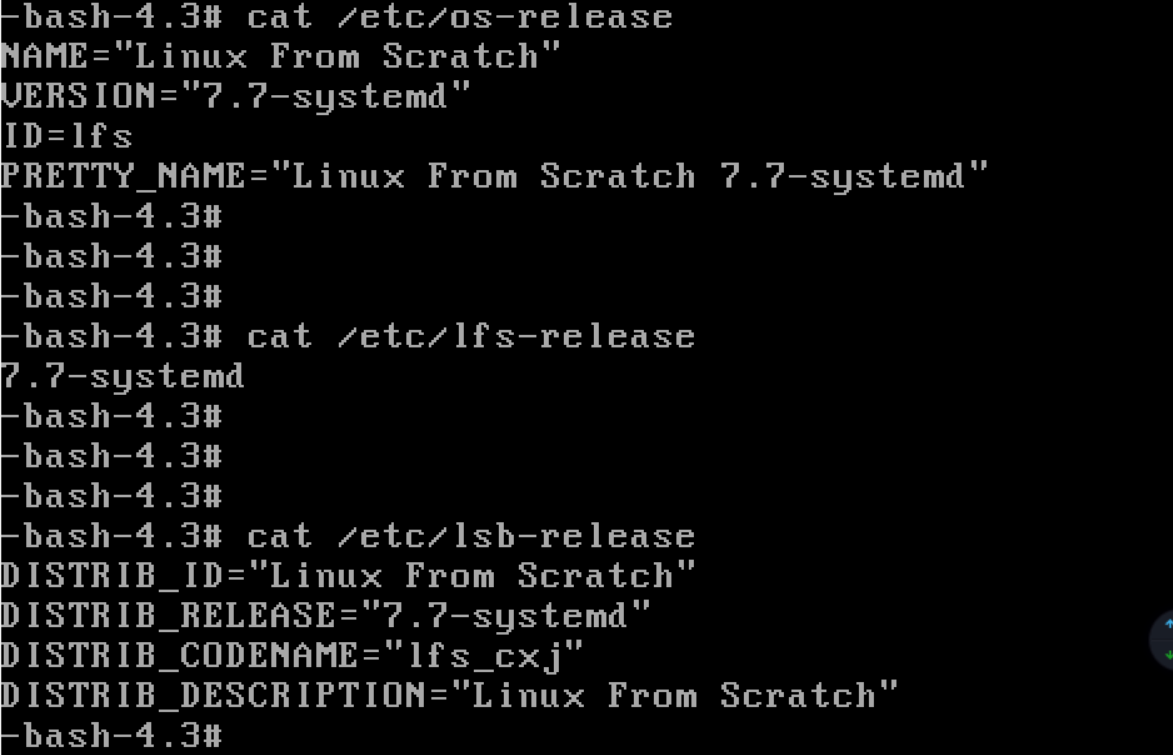 -bash-4.3# cat /etc/os-release
NAME="Linux From Scratch"
VERSION="7.7-systemd"
ID=lfs
PRETTY_NAME="Linux From Scratch 7.7-systemd"
-bash-4.3#
-bash-4.3#
-bash-4.3#
-bash-4.3# cat /etc/lfs-release
7.7-systemd
-bash-4.3#
-bash-4.3#
-bash-4.3#
-bash-4.3# cat /etc/lsb-release
DISTRIB_ID="Linux From Scratch"
DISTRIB_RELEASE="7.7-systemd"
DISTRIB_CODENAME="lfs_cxj"
DISTRIB_DESCRIPTION="Linux From Scratch"
-bash-4.3#